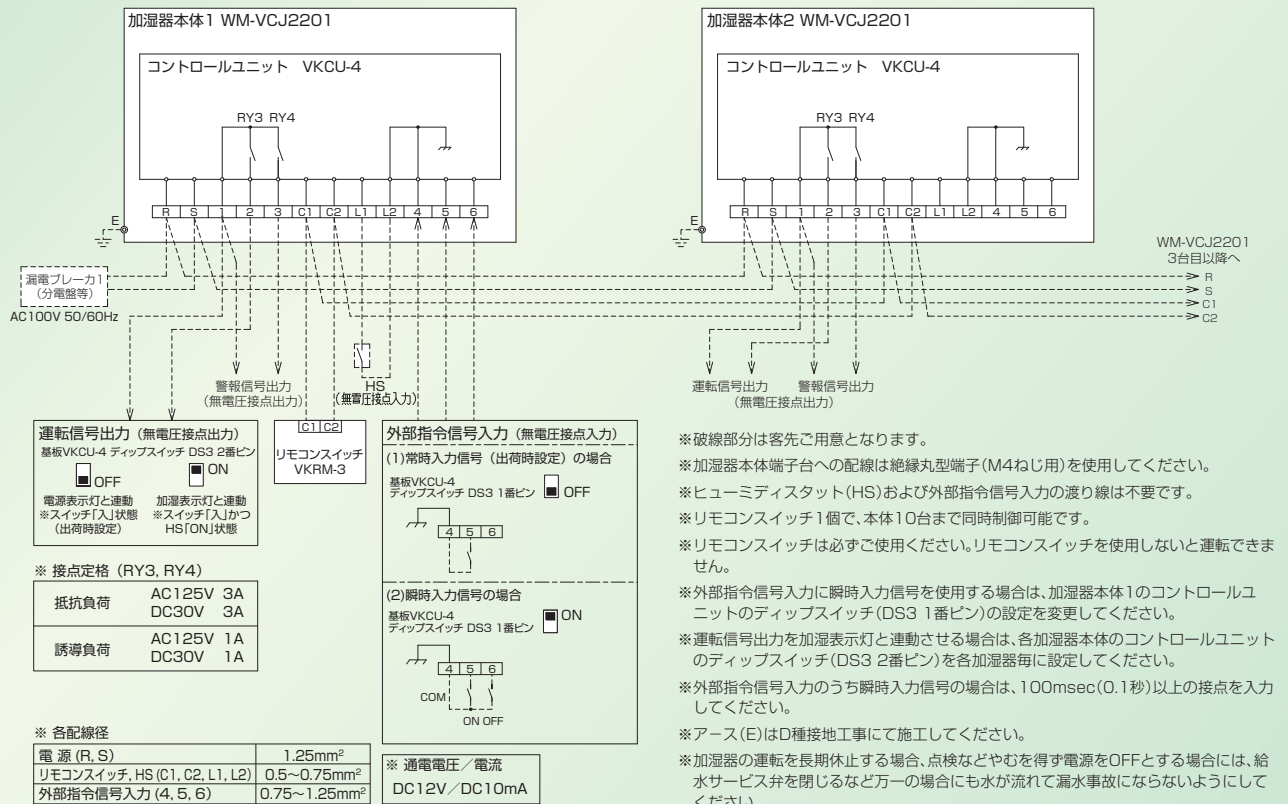 加湿器本体1 WM-VCJ2201
コントロールユニット VKCU-4
RY3 RY4
R S 1 2 3 C1 C2 L1 L2 4 5 6
E
加湿器本体2 WM-VCJ2201
コントロールユニット VKCU-4
RY3 RY4
R S 1 2 3 C1 C2 L1 L2 4 5 6
E
WM-VCJ2201
3台目以降へ
R
S
C1
C2
漏電ブレーカ1
(分電盤等)
AC100V 50/60Hz
警報信号出力
(無電圧接点出力)
HS
(無電圧接点入力)
運転信号出力 警報信号出力
(無電圧接点出力)
運転信号出力(無電圧接点出力)
基板VKCU-4 ディップスイッチ DS3 2番ピン
OFF
ON
電源表示灯と連動
※スイッチ「入」状態
(出荷時設定)
加湿表示灯と連動
※スイッチ「入」かつ
HS「ON」状態
C1 C2
リモコンスイッチ
VKRM-3
外部指令信号入力(無電圧接点入力)
(1)常時入力信号(出荷時設定)の場合
基板VKCU-4
ディップスイッチ DS3 1番ピン
OFF
4 5 6
(2)瞬時入力信号の場合
基板VKCU-4
ディップスイッチ DS3 1番ピン
ON
4 5 6
COM
ON OFF
※ 接点定格(RY3, RY4)
抵抗負荷 AC125V 3A
DC30V 3A
誘導負荷 AC125V 1A
DC30V 1A
※ 各配線径
電 源 (R, S) 1.25mm²
リモコンスイッチ, HS (C1, C2, L1, L2) 0.5~0.75mm²
外部指令信号入力 (4, 5, 6) 0.75~1.25mm²
※ 通電電圧/電流
DC12V/DC10mA
※破線部分は客先ご用意となります。
※加湿器本体端子台への配線は絶縁丸型端子(M4ねじ用)を使用してください。
※ヒューミディスタット(HS)および外部指令信号入力の渡り線は不要です。
※リモコンスイッチ1個で、本体10台まで同時制御可能です。
※リモコンスイッチは必ずご使用ください。リモコンスイッチを使用しないと運転できま
せん。
※外部指令信号入力に瞬時入力信号を使用する場合は、加湿器本体1のコントロールユ
ニットのディップスイッチ(DS3 1番ピン)の設定を変更してください。
※運転信号出力を加湿表示灯と連動させる場合は、各加湿器本体のコントロールユニット
のディップスイッチ(DS3 2番ピン)を各加湿器毎に設定してください。
※外部指令信号入力のうち瞬時入力信号の場合は、100msec(0.1秒)以上の接点を入力
してください。
※アース(E)はD種接地工事にて施工してください。
※加湿器の運転を長期休止する場合、点検などやむを得ず電源をOFFとする場合には、給
水サービス弁を閉じるなど万一の場合にも水が流れて漏水事故にならないようにして
ください。